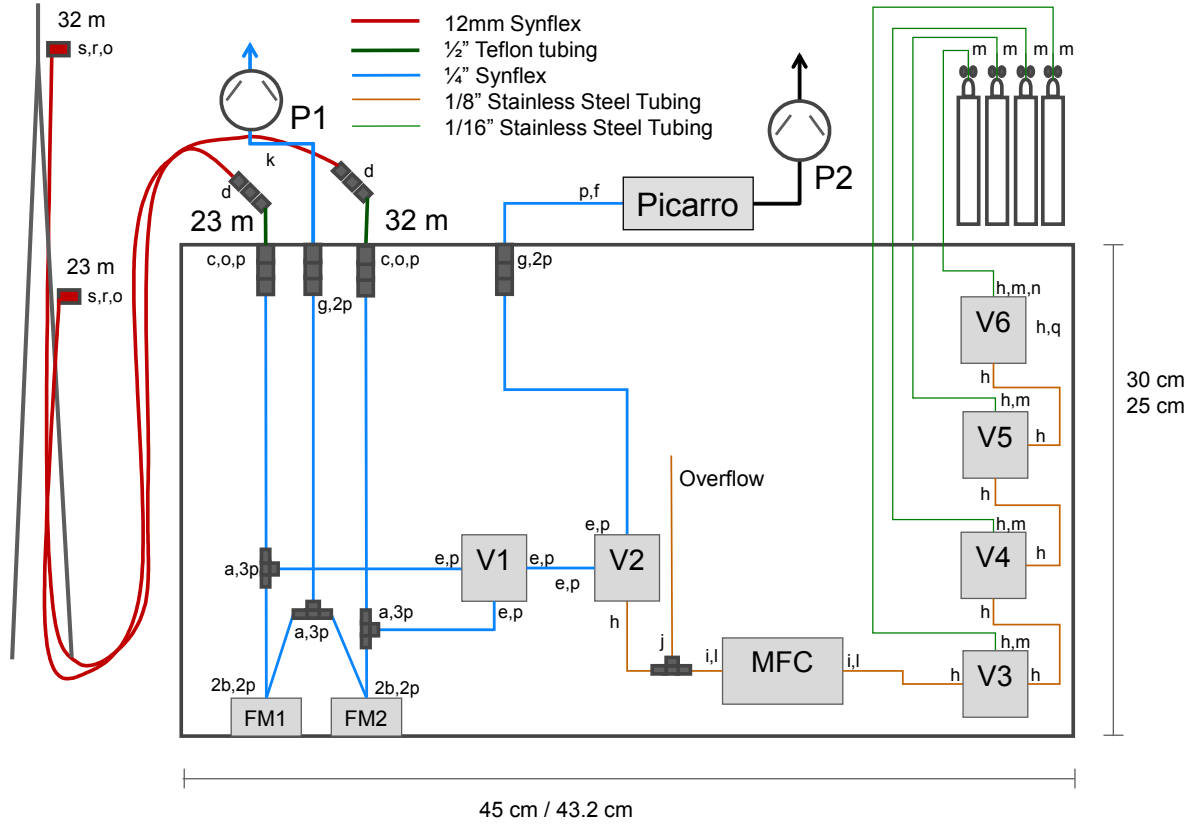 32 m
s,r,o
12mm Synflex
½” Teflon tubing
¼” Synflex
1/8” Stainless Steel Tubing
1/16” Stainless Steel Tubing
m
m
m
m
P1
k
d
d
P2
p,f
Picarro
23 m
32 m
23 m
s,r,o
c,o,p
g,2p
c,o,p
g,2p
h,m,n
V6
h,q
h
30 cm
25 cm
h,m
V5
h
h
Overflow
e,p
h,m
V4
h
h
a,3p
e,p
V1
e,p
e,p
V2
e,p
a,3p
a,3p
h
j
i,l
MFC
i,l
h,m
h
V3
h
2b,2p
FM1
2b,2p
FM2
45 cm / 43.2 cm